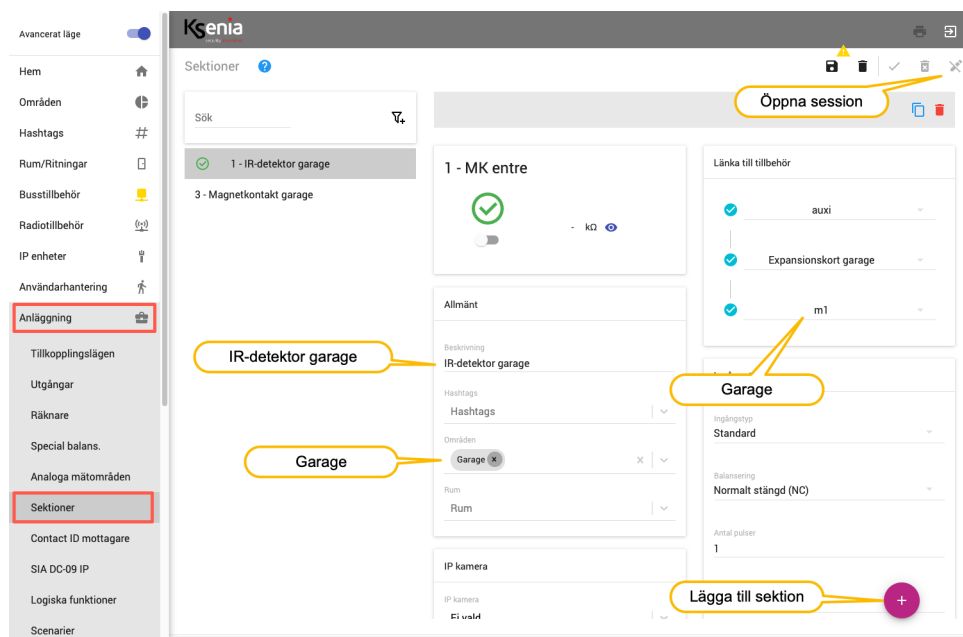 Avancerat läge
Hem
Områden
Hashtags
Rum/Ritningar
Busstillbehör
Radiotillbehör
IP enheter
Användarhantering
Anläggning
Tillkopplingslägen
Utgångar
Räknare
Special balans.
Analoga mätområden
Sektioner
Contact ID mottagare
SIA DC-09 IP
Logiska funktioner
Scenarier
Ksenia
Sektioner
Öppna session
Sök
1 - IR-detektor garage
3 - Magnetkontakt garage
1 - MK entre
- kΩ
Allmänt
IR-detektor garage
Beskrivning
IR-detektor garage
Hashtags
Hashtags
Garage
Områden
Garage
Rum
Rum
IP kamera
IP kamera
Ej vald
Länka till tillbehör
auxi
Expansionskort garage
m1
Garage
Ingångstyp
Standard
Balansering
Normalt stängd (NC)
Antal pulser
1
Lägga till sektion